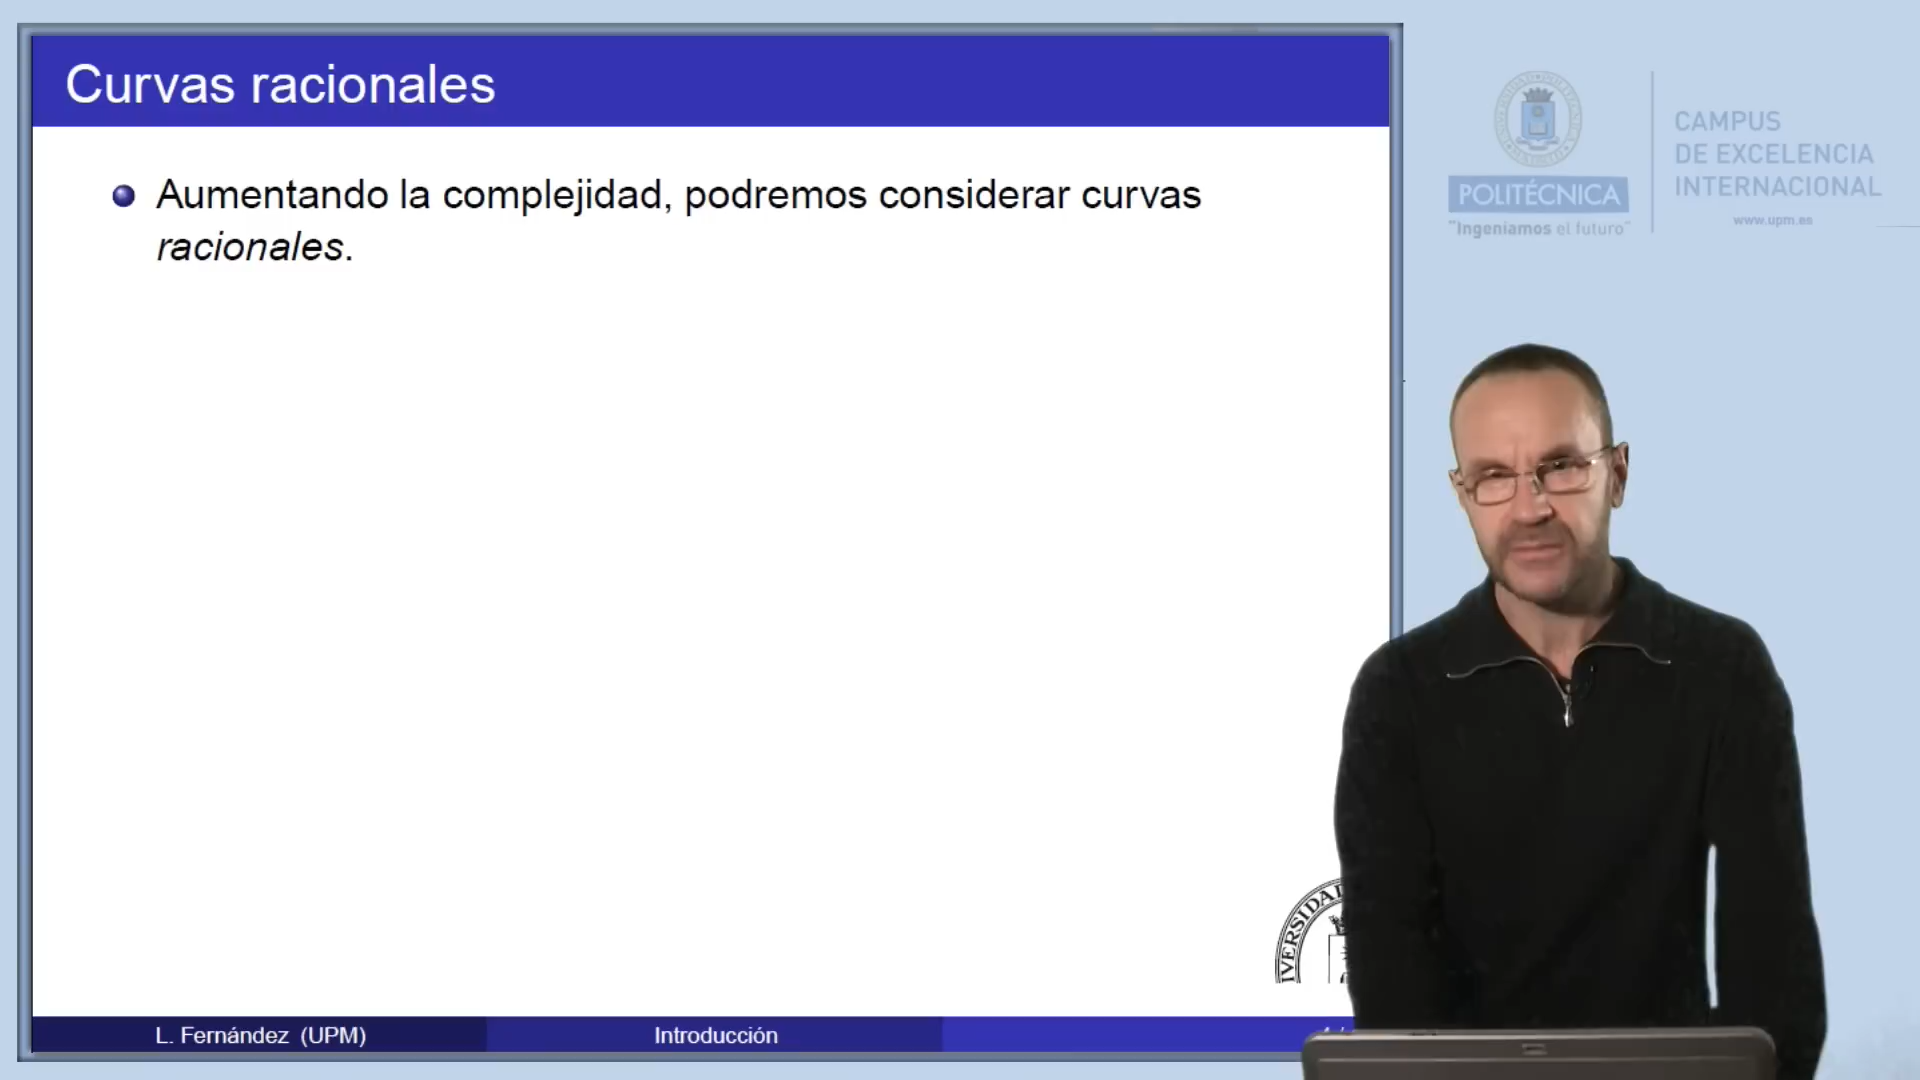 Curvas racionales
Aumentando la complejidad, podremos considerar curvas
racionales.
L. Fernández (UPM)
Introducción
POLITÉCNICA
"Ingeniamos el futuro"
CAMPUS
DE EXCELENCIA
INTERNACIONAL
www.upm.es